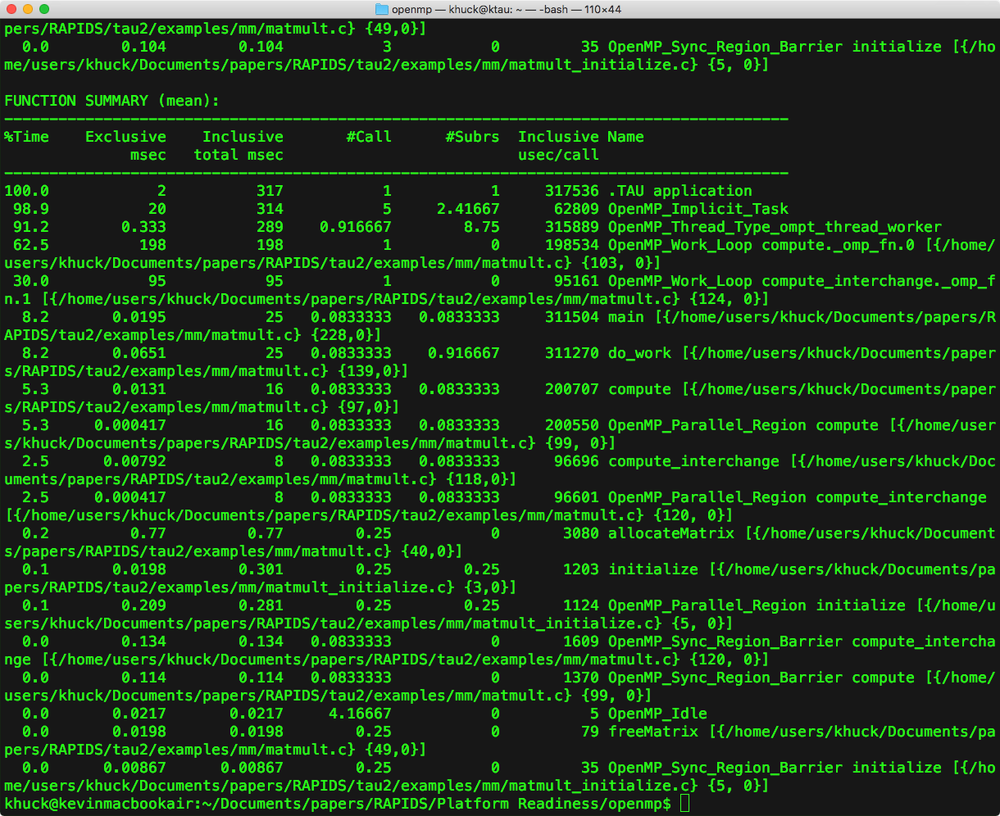 openmp — khuck@ktau: ~ — -bash — 110×44
pers/RAPIDS/tau2/examples/mm/matmult.c} {49,0}]
  0.0        0.104        0.104           3           0         35 OpenMP_Sync_Region_Barrier initialize [{/ho
me/users/khuck/Documents/papers/RAPIDS/tau2/examples/mm/matmult_initialize.c} {5, 0}]
FUNCTION SUMMARY (mean):
---------------------------------------------------------------------------------------
%Time    Exclusive    Inclusive       #Call      #Subrs  Inclusive Name
              msec   total msec                          usec/call
---------------------------------------------------------------------------------------
100.0            2          317           1           1     317536 .TAU application
 98.9           20          314           5     2.41667      62809 OpenMP_Implicit_Task
 91.2        0.333          289    0.916667        8.75     315889 OpenMP_Thread_Type_ompt_thread_worker
 62.5          198          198           1           0     198534 OpenMP_Work_Loop compute._omp_fn.0 [{/home/
users/khuck/Documents/papers/RAPIDS/tau2/examples/mm/matmult.c} {103, 0}]
 30.0           95           95           1           0      95161 OpenMP_Work_Loop compute_interchange._omp_f
n.1 [{/home/users/khuck/Documents/papers/RAPIDS/tau2/examples/mm/matmult.c} {124, 0}]
  8.2       0.0195           25   0.0833333   0.0833333     311504 main [{/home/users/khuck/Documents/papers/R
APIDS/tau2/examples/mm/matmult.c} {228,0}]
  8.2       0.0651           25   0.0833333    0.916667     311270 do_work [{/home/users/khuck/Documents/paper
s/RAPIDS/tau2/examples/mm/matmult.c} {139,0}]
  5.3       0.0131           16   0.0833333   0.0833333     200707 compute [{/home/users/khuck/Documents/paper
s/RAPIDS/tau2/examples/mm/matmult.c} {97,0}]
  5.3     0.000417           16   0.0833333   0.0833333     200550 OpenMP_Parallel_Region compute [{/home/user
s/khuck/Documents/papers/RAPIDS/tau2/examples/mm/matmult.c} {99, 0}]
  2.5      0.00792            8   0.0833333   0.0833333      96696 compute_interchange [{/home/users/khuck/Doc
uments/papers/RAPIDS/tau2/examples/mm/matmult.c} {118,0}]
  2.5     0.000417            8   0.0833333   0.0833333      96601 OpenMP_Parallel_Region compute_interchange
[{/home/users/khuck/Documents/papers/RAPIDS/tau2/examples/mm/matmult.c} {120, 0}]
  0.2         0.77         0.77        0.25           0       3080 allocateMatrix [{/home/users/khuck/Document
s/papers/RAPIDS/tau2/examples/mm/matmult.c} {40,0}]
  0.1       0.0198        0.301        0.25        0.25       1203 initialize [{/home/users/khuck/Documents/pa
pers/RAPIDS/tau2/examples/mm/matmult_initialize.c} {3,0}]
  0.1        0.209        0.281        0.25        0.25       1124 OpenMP_Parallel_Region initialize [{/home/u
sers/khuck/Documents/papers/RAPIDS/tau2/examples/mm/matmult_initialize.c} {5, 0}]
  0.0        0.134        0.134   0.0833333           0       1609 OpenMP_Sync_Region_Barrier compute_intercha
nge [{/home/users/khuck/Documents/papers/RAPIDS/tau2/examples/mm/matmult.c} {120, 0}]
  0.0        0.114        0.114   0.0833333           0       1370 OpenMP_Sync_Region_Barrier compute [{/home/
users/khuck/Documents/papers/RAPIDS/tau2/examples/mm/matmult.c} {99, 0}]
  0.0       0.0217       0.0217     4.16667           0          5 OpenMP_Idle
  0.0       0.0198       0.0198        0.25           0         79 freeMatrix [{/home/users/khuck/Documents/pa
pers/RAPIDS/tau2/examples/mm/matmult.c} {49,0}]
  0.0      0.00867      0.00867        0.25           0         35 OpenMP_Sync_Region_Barrier initialize [{/ho
me/users/khuck/Documents/papers/RAPIDS/tau2/examples/mm/matmult_initialize.c} {5, 0}]
khuck@kevinmacbookair:~/Documents/papers/RAPIDS/Platform Readiness/openmp$